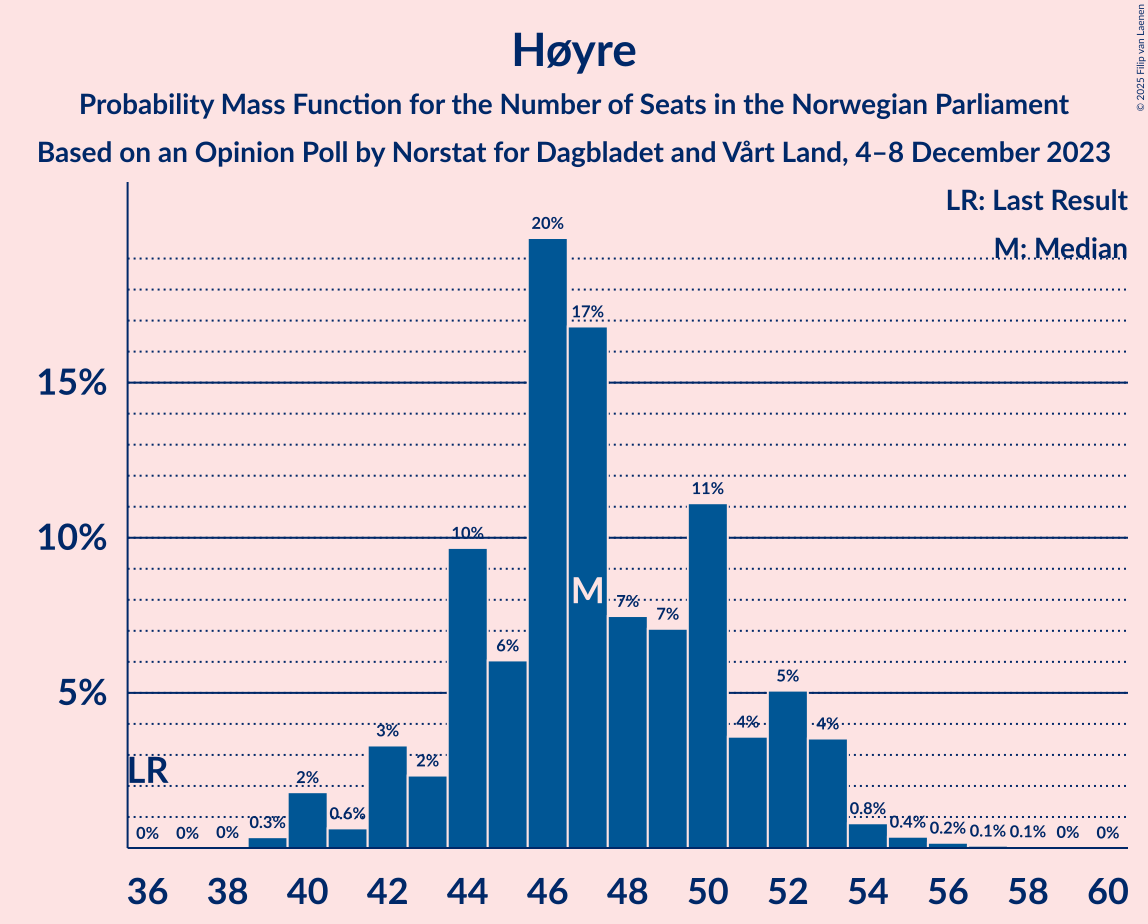 Høyre
Probability Mass Function for the Number of Seats in the Norwegian Parliament
Based on an Opinion Poll by Norstat for Dagbladet and Vårt Land, 4–8 December 2023
© 2025 Filip van Laenen
LR: Last Result
M: Median
15%
10%
5%
LR
M
0% 0% 0% 0.3% 2% 0.6% 3% 2% 10% 6% 20% 17% 7% 7% 11% 4% 5% 4% 0.8% 0.4% 0.2% 0.1% 0.1% 0% 0%
36 38 40 42 44 46 48 50 52 54 56 58 60